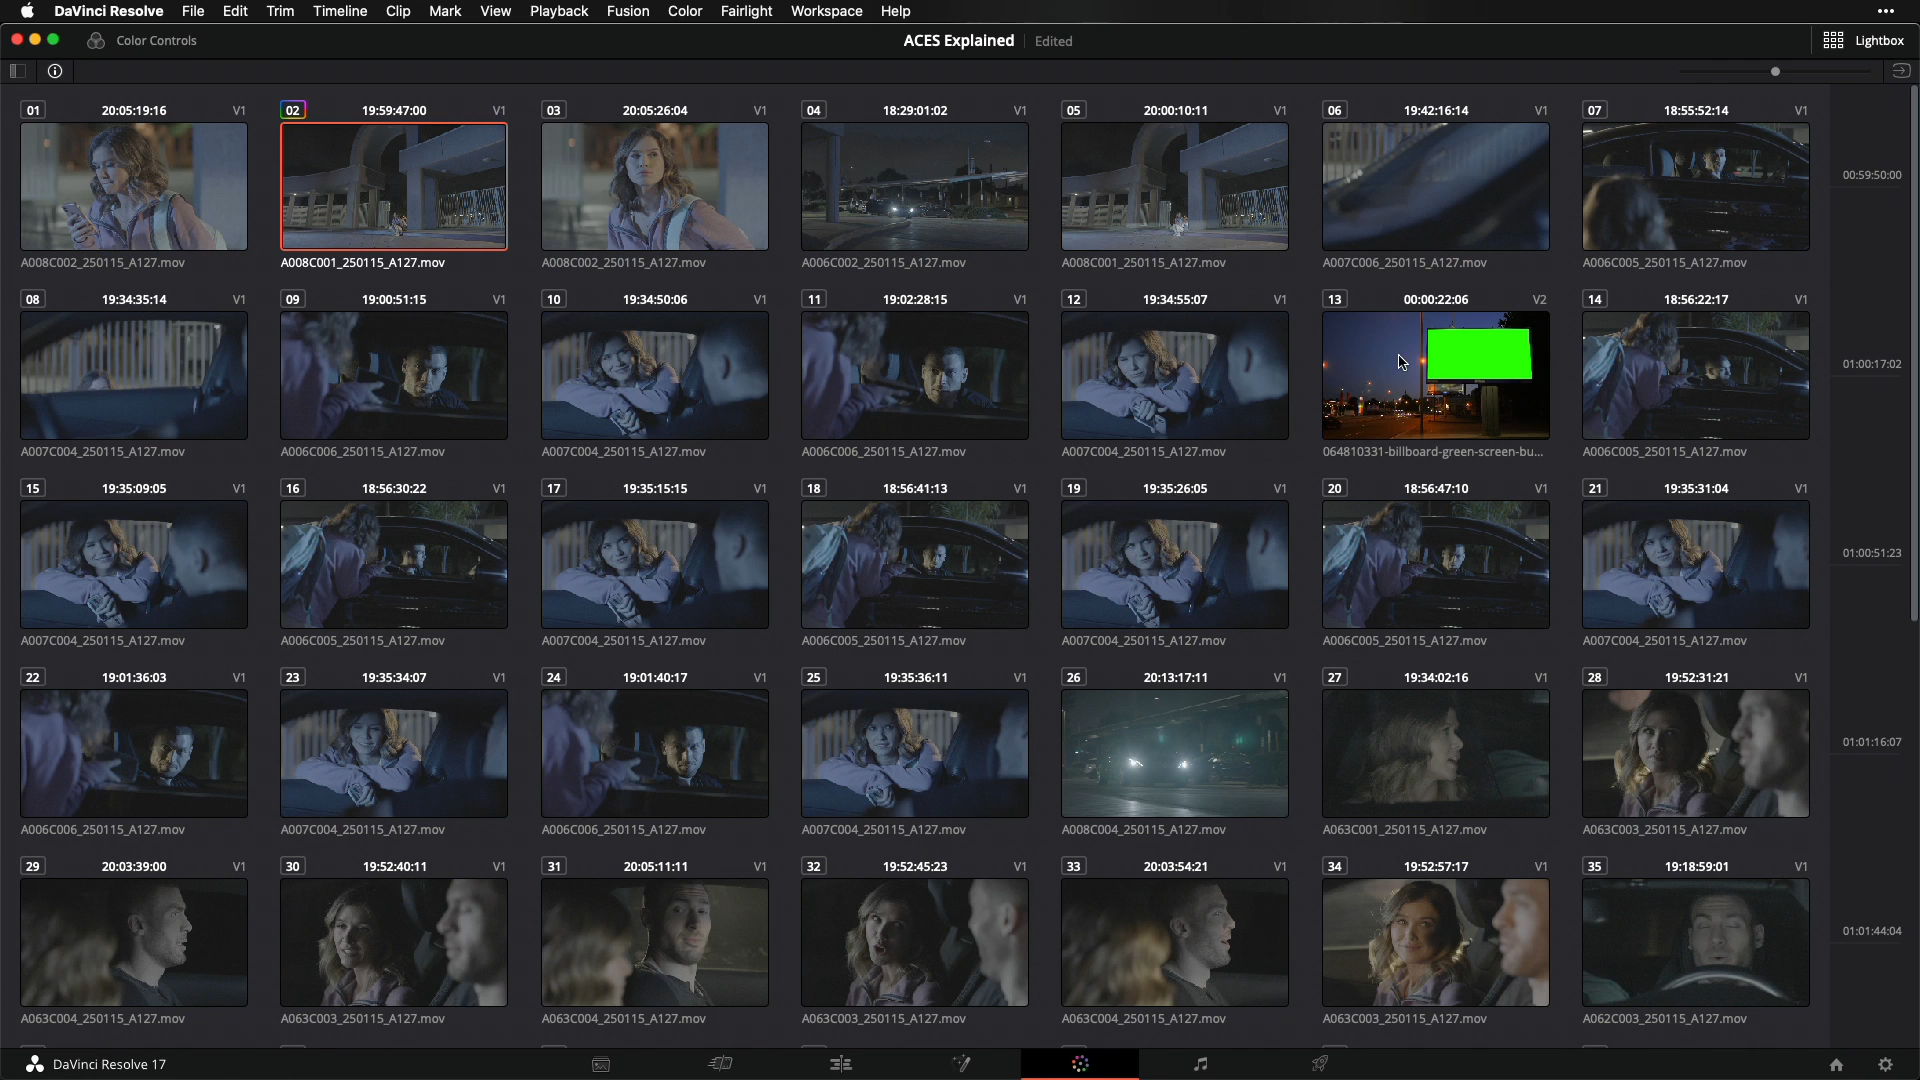 DaVinci Resolve File Edit Trim Timeline Clip Mark View Playback Fusion Color Fairlight Workspace Help
Color Controls
ACES Explained
Edited
Lightbox
01 20:05:19:16 V1
02 19:59:47:00 V1
03 20:05:26:04 V1
04 18:29:01:02 V1
05 20:00:10:11 V1
06 19:42:16:14 V1
07 18:55:52:14 V1
00:59:50:00
A008C002_250115_A127.mov
A008C001_250115_A127.mov
A008C002_250115_A127.mov
A006C002_250115_A127.mov
A008C001_250115_A127.mov
A007C006_250115_A127.mov
A006C005_250115_A127.mov
08 19:34:35:14 V1
09 19:00:51:15 V1
10 19:34:50:06 V1
11 19:02:28:15 V1
12 19:34:55:07 V1
13 00:00:22:06 V2
14 18:56:22:17 V1
01:00:17:02
A007C004_250115_A127.mov
A006C006_250115_A127.mov
A007C004_250115_A127.mov
A006C006_250115_A127.mov
A007C004_250115_A127.mov
064810331-billboard-green-screen-bu...
A006C005_250115_A127.mov
15 19:35:09:05 V1
16 18:56:30:22 V1
17 19:35:15:15 V1
18 18:56:41:13 V1
19 19:35:26:05 V1
20 18:56:47:10 V1
21 19:35:31:04 V1
01:00:51:23
A007C004_250115_A127.mov
A006C005_250115_A127.mov
A007C004_250115_A127.mov
A006C005_250115_A127.mov
A007C004_250115_A127.mov
A006C005_250115_A127.mov
A007C004_250115_A127.mov
22 19:01:36:03 V1
23 19:35:34:07 V1
24 19:01:40:17 V1
25 19:35:36:11 V1
26 20:13:17:11 V1
27 19:34:02:16 V1
28 19:52:31:21 V1
01:01:16:07
A006C006_250115_A127.mov
A007C004_250115_A127.mov
A006C006_250115_A127.mov
A007C004_250115_A127.mov
A008C004_250115_A127.mov
A063C001_250115_A127.mov
A063C003_250115_A127.mov
29 20:03:39:00 V1
30 19:52:40:11 V1
31 20:05:11:11 V1
32 19:52:45:23 V1
33 20:03:54:21 V1
34 19:52:57:17 V1
35 19:18:59:01 V1
01:01:44:04
A063C004_250115_A127.mov
A063C003_250115_A127.mov
A063C004_250115_A127.mov
A063C003_250115_A127.mov
A063C004_250115_A127.mov
A063C003_250115_A127.mov
A062C003_250115_A127.mov
DaVinci Resolve 17